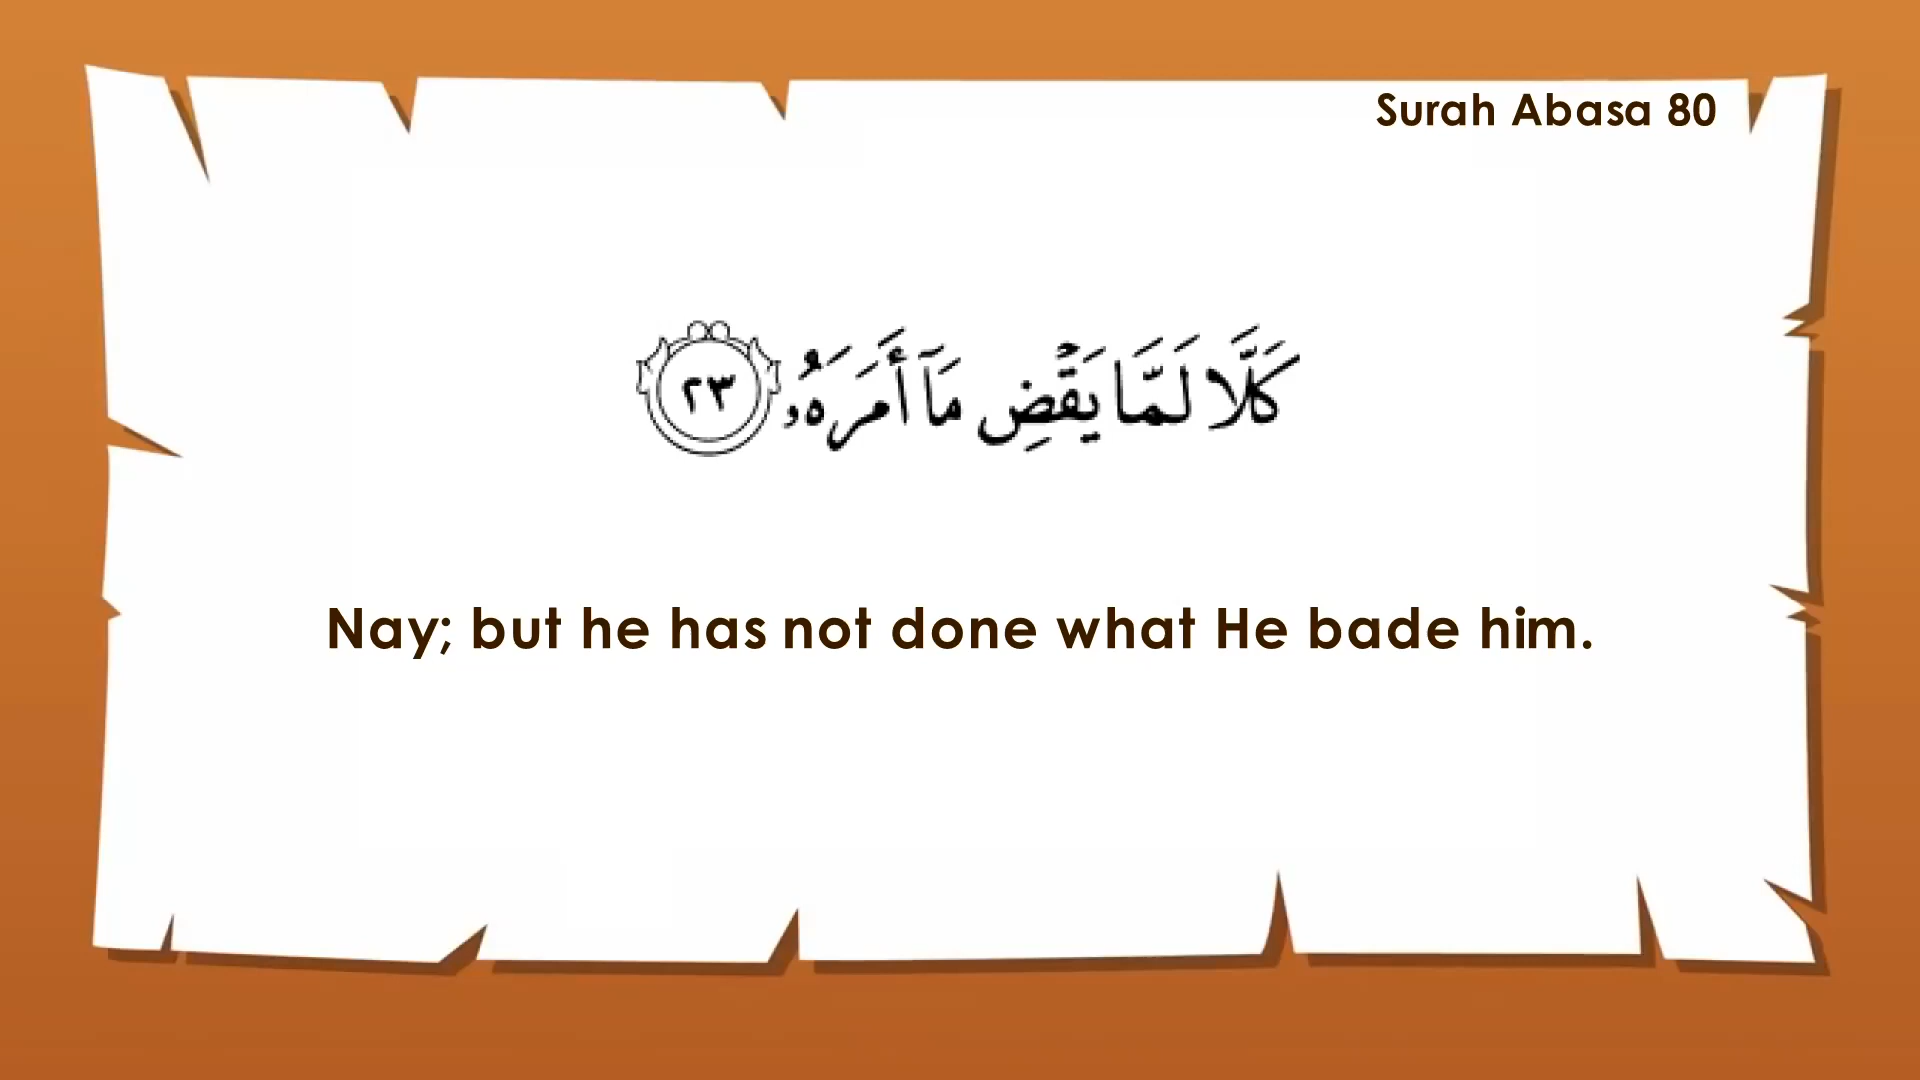 Surah Abasa 80
كَلَّا لَمَّا يَقْضِ مَآ أَمَرَهُۥ ٢٣
Nay; but he has not done what He bade him.